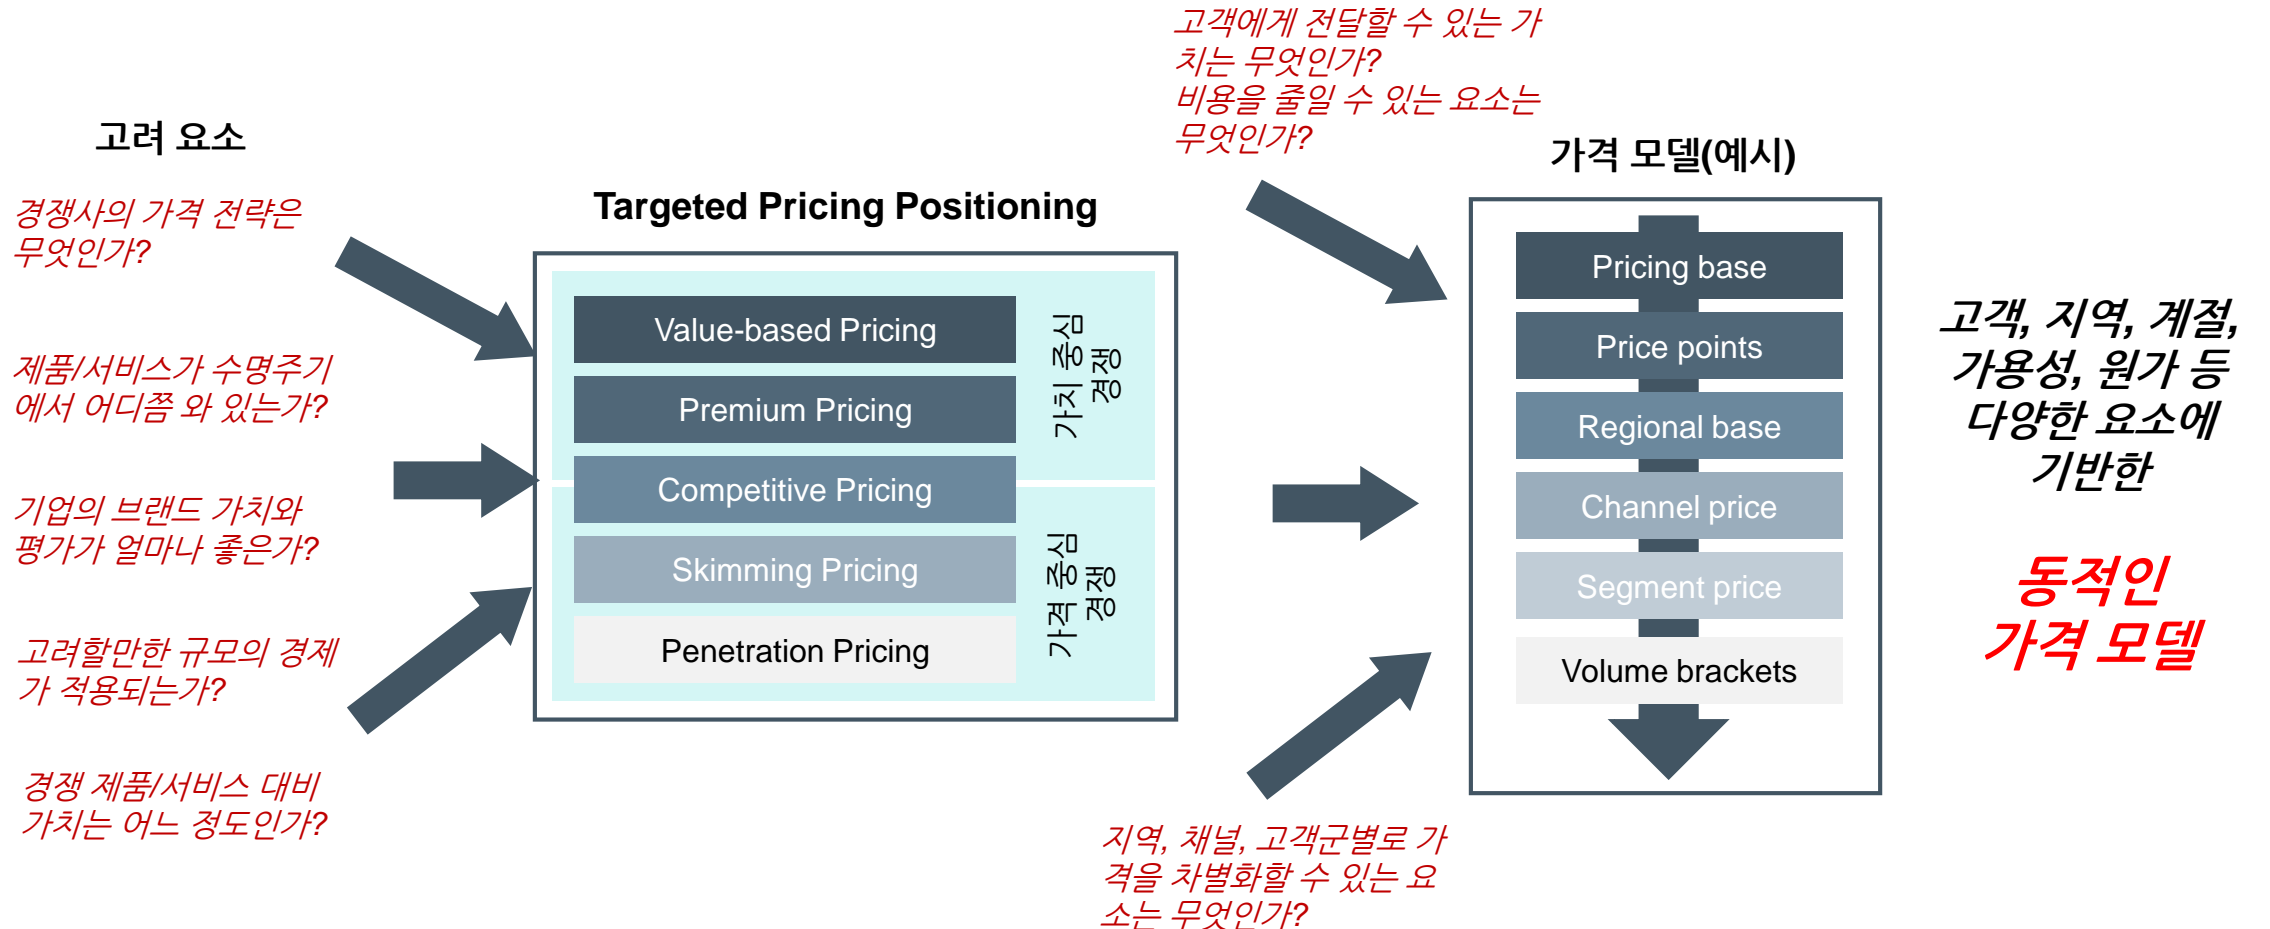 고려 요소
경쟁사의 가격 전략은
무엇인가?
제품/서비스가 수명주기
에서 어디쯤 와 있는가?
기업의 브랜드 가치와
평가가 얼마나 좋은가?
고려할만한 규모의 경제
가 적용되는가?
경쟁 제품/서비스 대비
가치는 어느 정도인가?
Targeted Pricing Positioning
Value-based Pricing
Premium Pricing
Competitive Pricing
Skimming Pricing
Penetration Pricing
가치 중심
경쟁
가격 중심
경쟁
고객에게 전달할 수 있는 가
치는 무엇인가?
비용을 줄일 수 있는 요소는
무엇인가?
지역, 채널, 고객군별로 가
격을 차별화할 수 있는 요
소는 무엇인가?
가격 모델(예시)
Pricing base
Price points
Regional base
Channel price
Segment price
Volume brackets
고객, 지역, 계절,
가용성, 원가 등
다양한 요소에
기반한
동적인
가격 모델